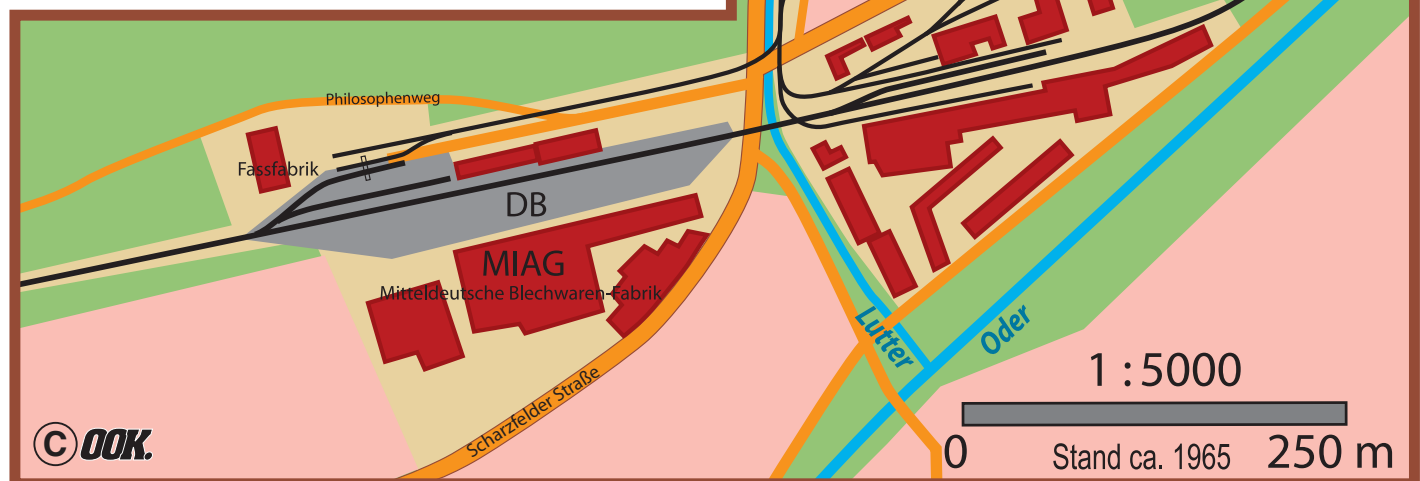 Philosophenweg
Fassfabrik
DB
MIAG
Mitteldeutsche Blechwaren-Fabrik
Scharzfelder Straße
Lutter
Oder
1 : 5000
0
250 m
Stand ca. 1965
© OOK.